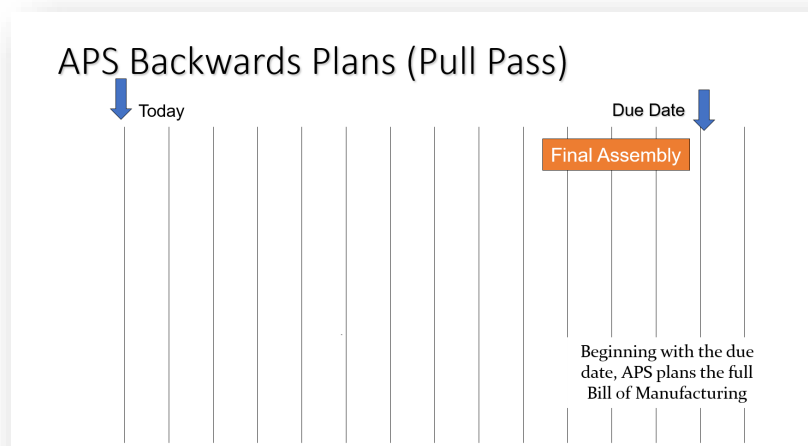 APS Backwards Plans (Pull Pass)
Today
Due Date
Final Assembly
Beginning with the due
date, APS plans the full
Bill of Manufacturing